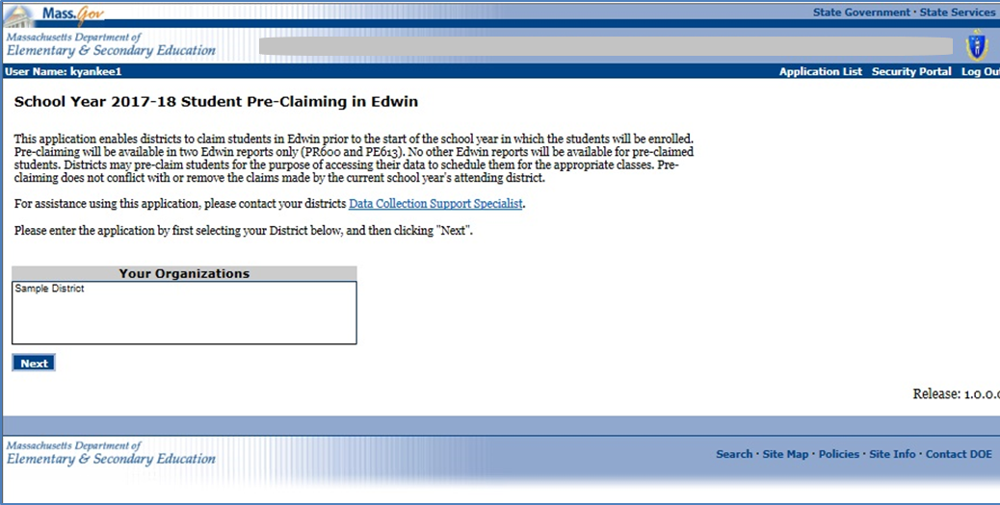 Mass.Gov
State Government · State Services
Massachusetts Department of
Elementary & Secondary Education
User Name: kyankee1
Application List Security Portal Log Out
School Year 2017-18 Student Pre-Claiming in Edwin
This application enables districts to claim students in Edwin prior to the start of the school year in which the students will be enrolled.
Pre-claiming will be available in two Edwin reports only (PR600 and PE613). No other Edwin reports will be available for pre-claimed
students. Districts may pre-claim students for the purpose of accessing their data to schedule them for the appropriate classes. Pre-
claiming does not conflict with or remove the claims made by the current school year's attending district.
For assistance using this application, please contact your districts Data Collection Support Specialist.
Please enter the application by first selecting your District below, and then clicking "Next".
Your Organizations
Sample District
Next
Release: 1.0.0.0
Massachusetts Department of
Elementary & Secondary Education
Search · Site Map · Policies · Site Info · Contact DOE